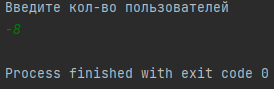 Введите кол-во пользователей
-8
Process finished with exit code 0